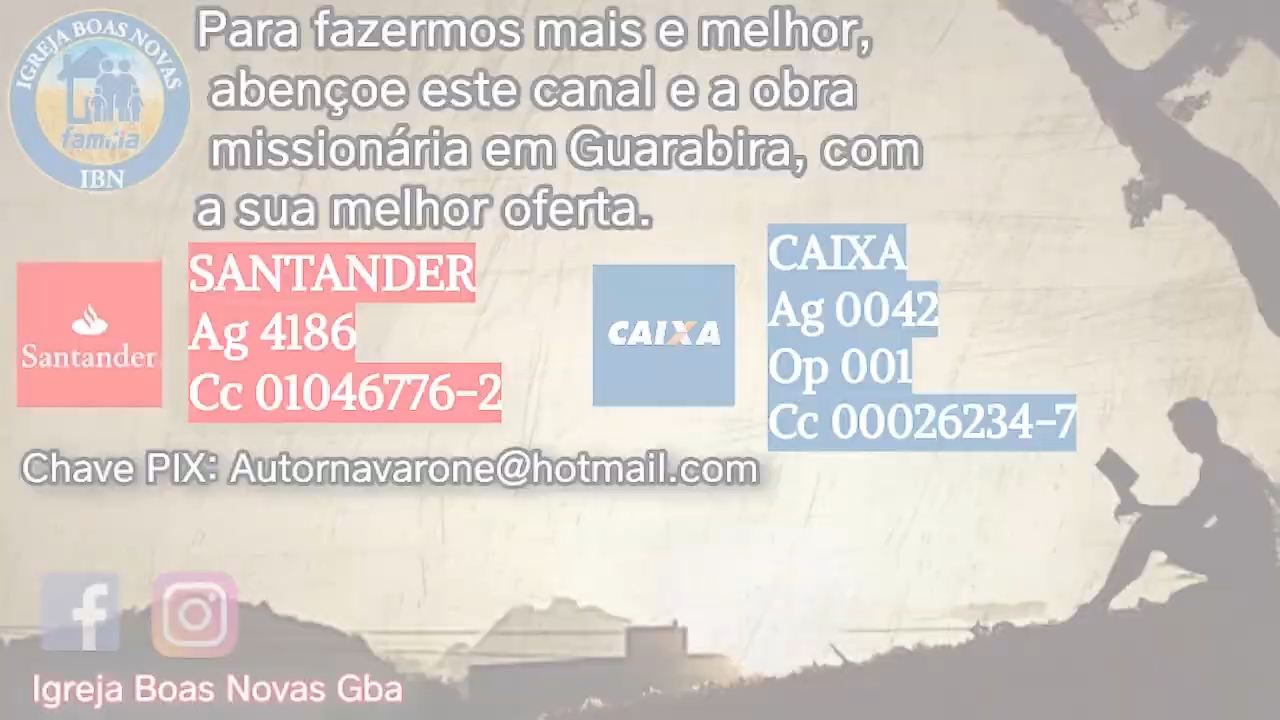 IGREJA BOAS NOVAS
família
IBN
Para fazermos mais e melhor,
abençoe este canal e a obra
missionária em Guarabira, com
a sua melhor oferta.
Santander
SANTANDER
Ag 4186
Cc 01046776-2
CAIXA
CAIXA
Ag 0042
Op 001
Cc 00026234-7
Chave PIX: Autornavarone@hotmail.com
Igreja Boas Novas Gba